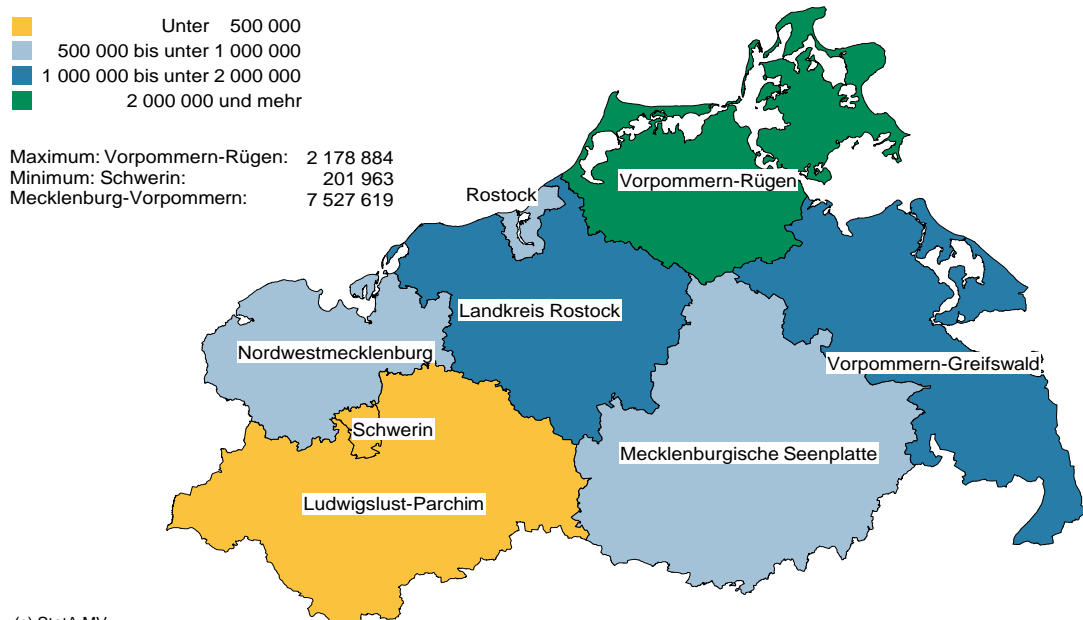 Unter 500 000
500 000 bis unter 1 000 000
1 000 000 bis unter 2 000 000
2 000 000 und mehr
Maximum: Vorpommern-Rügen: 2 178 884
Minimum: Schwerin: 201 963
Mecklenburg-Vorpommern: 7 527 619
Rostock
Vorpommern-Rügen
Landkreis Rostock
Nordwestmecklenburg
Vorpommern-Greifswald
Schwerin
Mecklenburgische Seenplatte
Ludwigslust-Parchim
(c) StatA MV